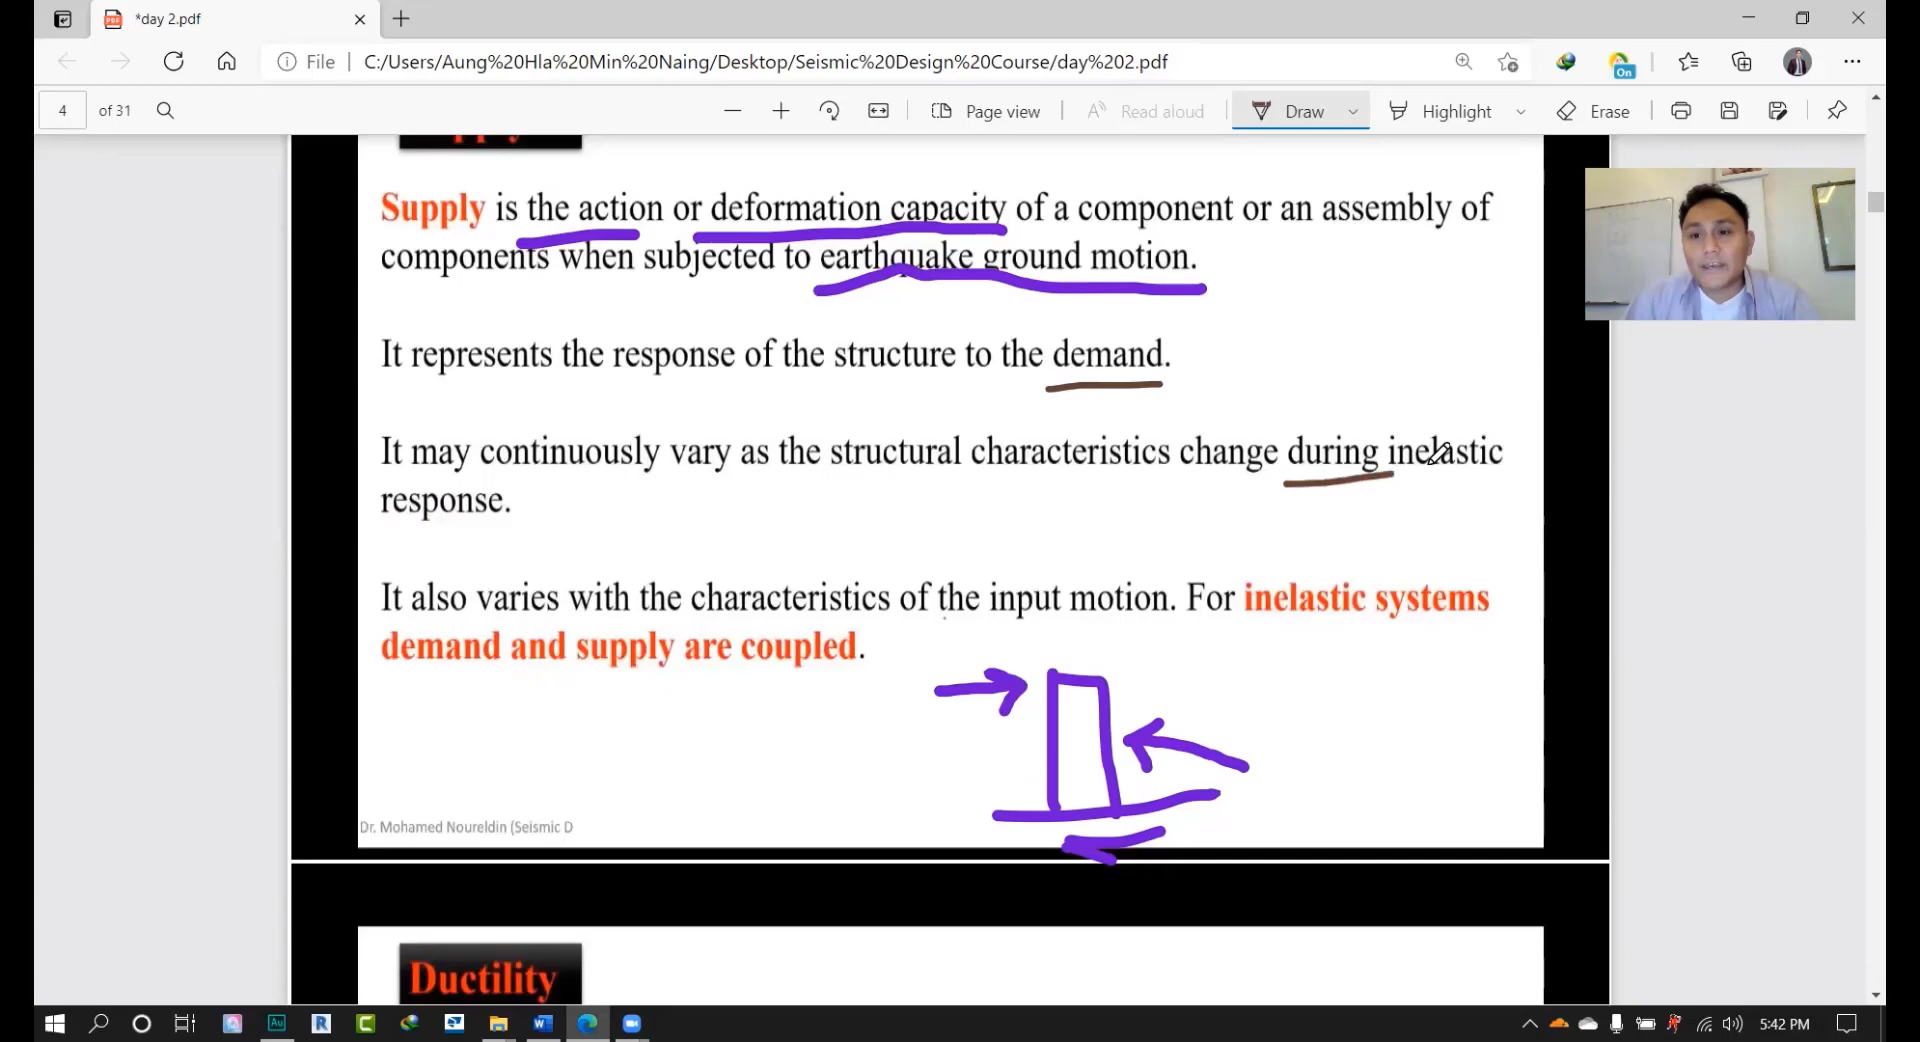 *day 2.pdf
File | C:/Users/Aung%20Hla%20Min%20Naing/Desktop/Seismic%20Design%20Course/day%202.pdf
On
4 of 31
Page view
Read aloud
Draw
Highlight
Erase
Supply is the action or deformation capacity of a component or an assembly of
components when subjected to earthquake ground motion.
It represents the response of the structure to the demand.
It may continuously vary as the structural characteristics change during inelastic
response.
It also varies with the characteristics of the input motion. For inelastic systems
demand and supply are coupled.
Dr. Mohamed Noureldin (Seismic D
Ductility
5:42 PM